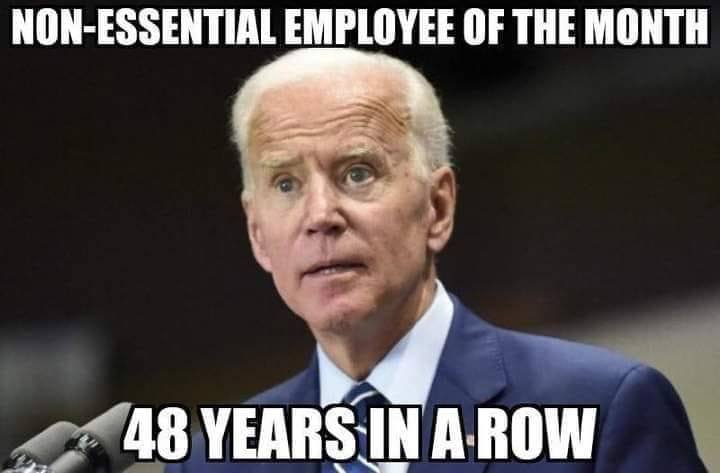 NON-ESSENTIAL EMPLOYEE OF THE MONTH
48 YEARS IN A ROW